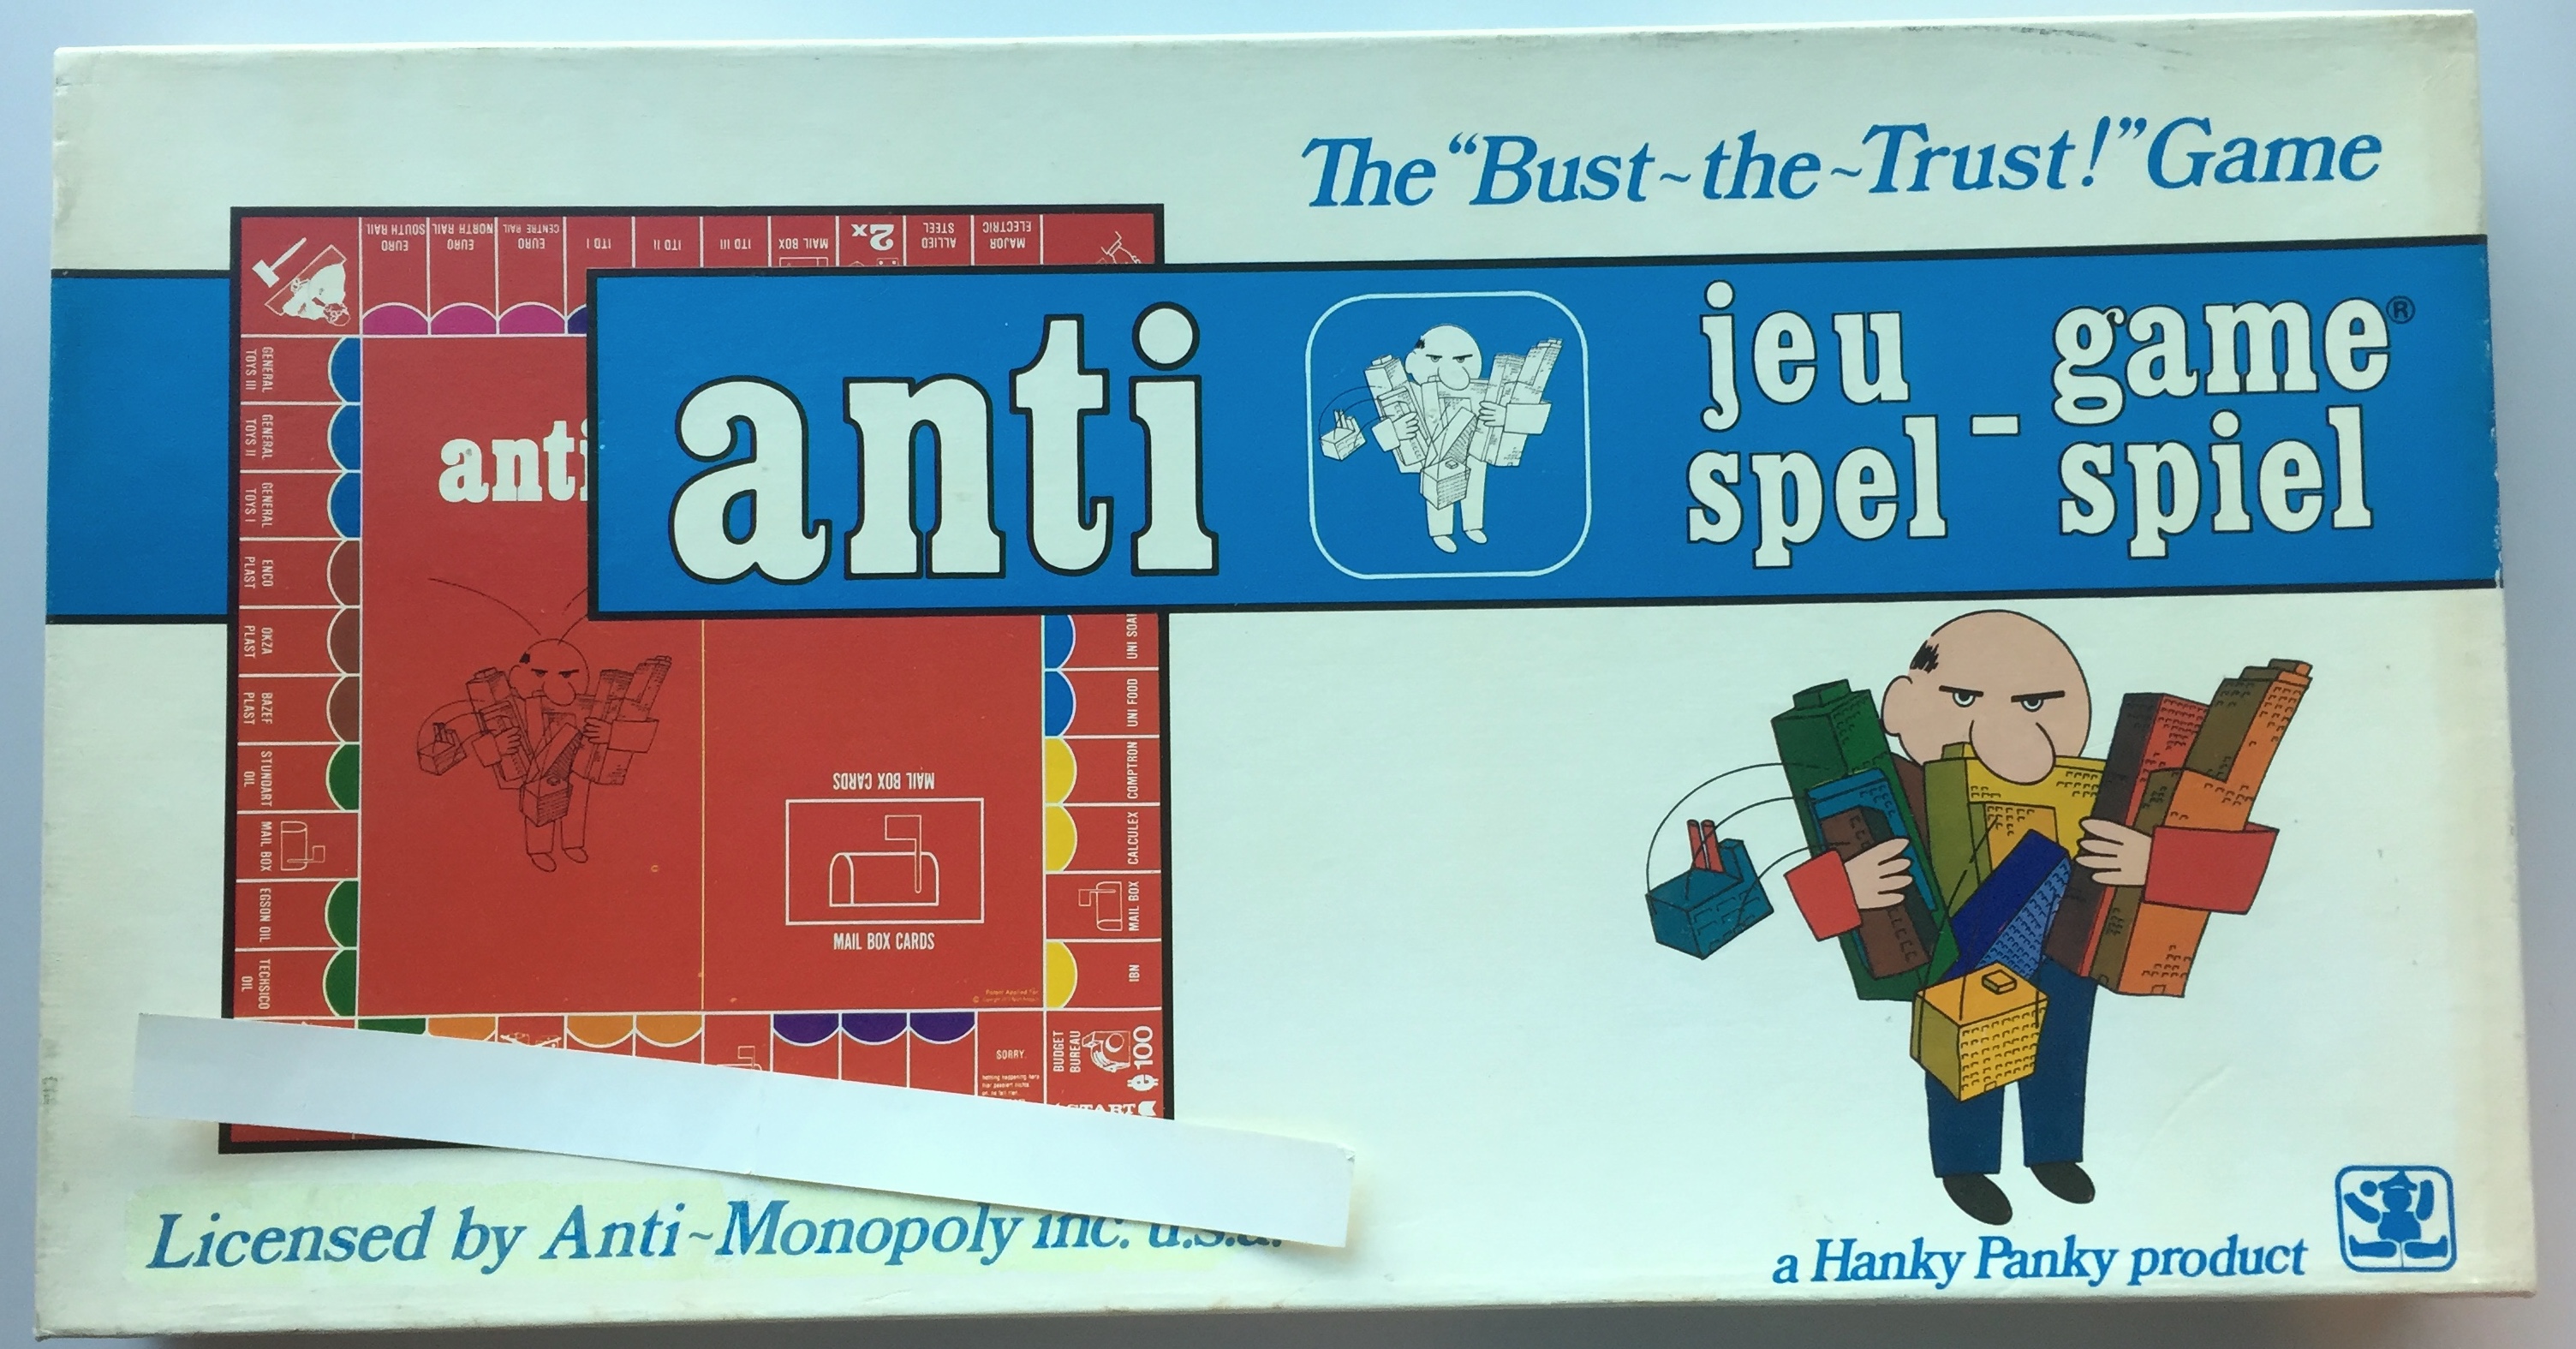 The “Bust~the~Trust!” Game
anti
jeu - game®
spel spiel
EURO SOUTH RAIL
EURO NORTH RAIL
EURO CENTRE RAIL
ITD I
ITD II
ITD III
MAIL BOX
2x
ALLIED STEEL
MAJOR ELECTRIC
GENERAL TOYS III
GENERAL TOYS II
GENERAL TOYS I
ENCO PLAST
OKZA PLAST
BAZEF PLAST
STUNDART OIL
MAIL BOX
EGSON OIL
TECHSICO OIL
anti
MAIL BOX CARDS
MAIL BOX CARDS
UNI SOAP
UNI FOOD
COMPTRON
CALCULEX
MAIL BOX
IBN
SORRY.
BUDGET BUREAU
100
START
Licensed by Anti~Monopoly inc. u.s.a.
a Hanky Panky product